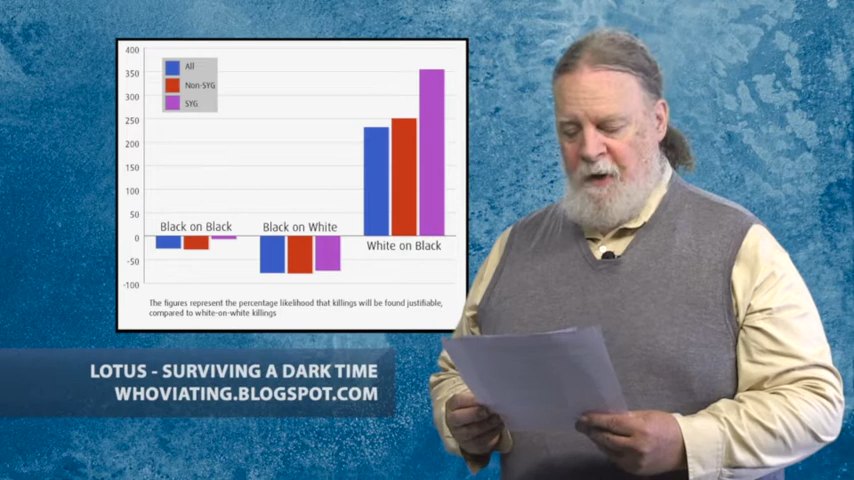 400
350
300
250
200
150
100
50
0
-50
-100
All
Non-SYG
SYG
Black on Black
Black on White
White on Black
The figures represent the percentage likelihood that killings will be found justifiable,
compared to white-on-white killings
LOTUS - SURVIVING A DARK TIME
WHOVIATING.BLOGSPOT.COM